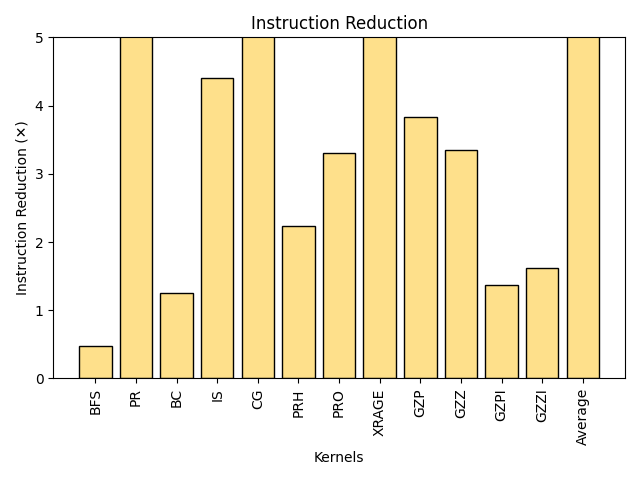 Instruction Reduction
Instruction Reduction (×)
5
4
3
2
1
0
BFS
PR
BC
IS
CG
PRH
PRO
XRAGE
GZP
GZZ
GZPI
GZZI
Average
Kernels